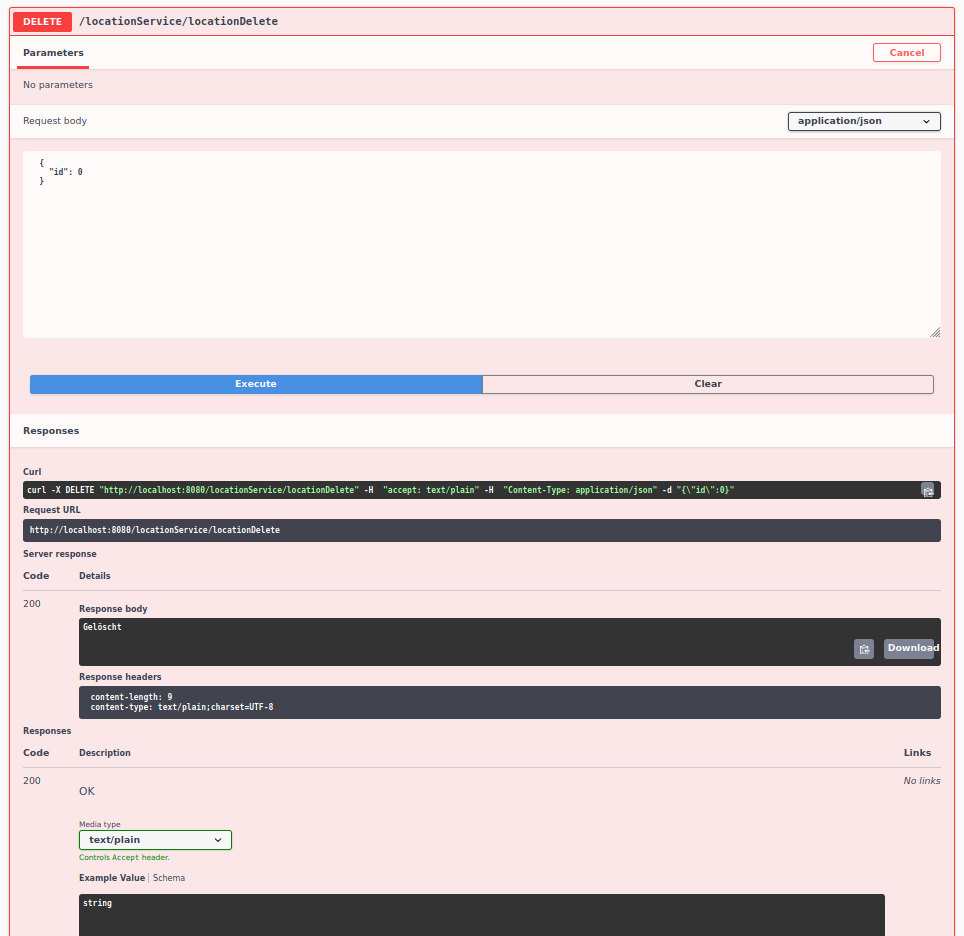 DELETE /locationService/locationDelete
Parameters Cancel
No parameters
Request body application/json
{
"id": 0
}
Execute Clear
Responses
Curl
curl -X DELETE "http://localhost:8080/locationService/locationDelete" -H  "accept: text/plain" -H  "Content-Type: application/json" -d "{\"id\":0}"
Request URL
http://localhost:8080/locationService/locationDelete
Server response
Code Details
200
Response body
Gelöscht
Download
Response headers
content-length: 9
content-type: text/plain;charset=UTF-8
Responses
Code Description Links
200 No links
OK
Media type
text/plain
Controls Accept header.
Example Value | Schema
string